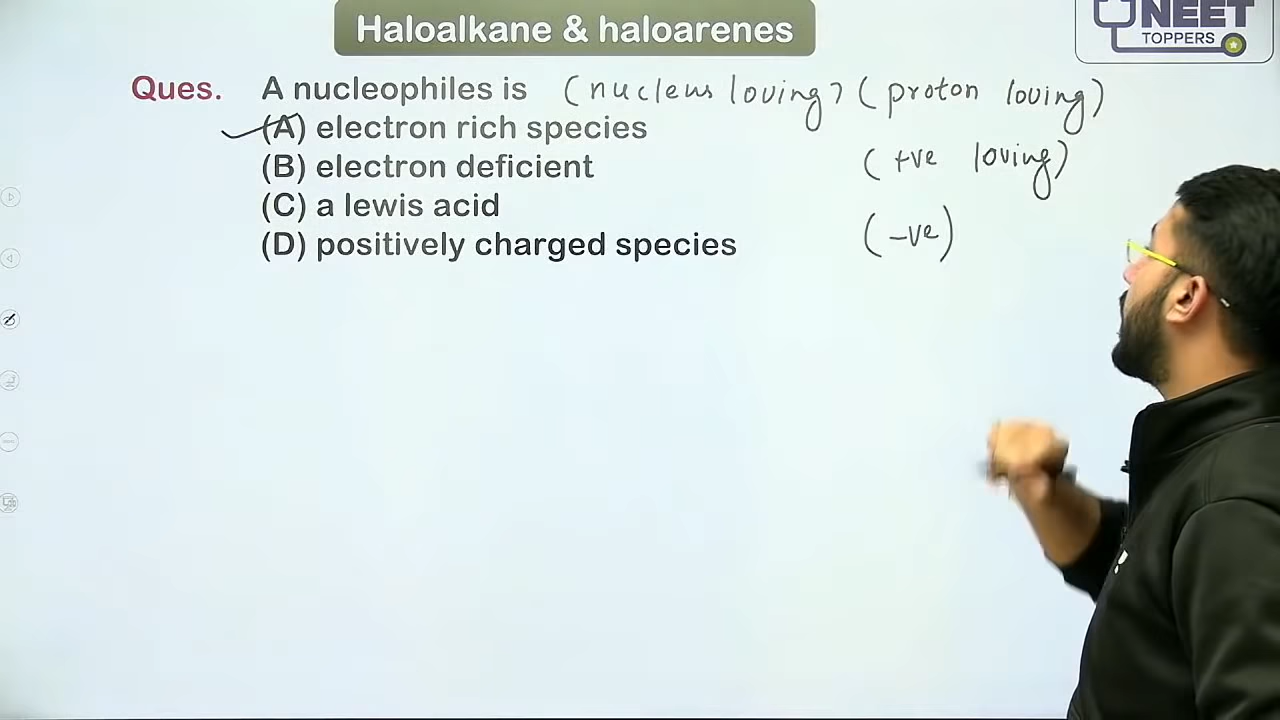 Haloalkane & haloarenes
NEET
TOPPERS
Ques. A nucleophiles is (nucleus loving) (proton loving)
(A) electron rich species
(B) electron deficient (+ve loving)
(C) a lewis acid
(D) positively charged species (-ve)